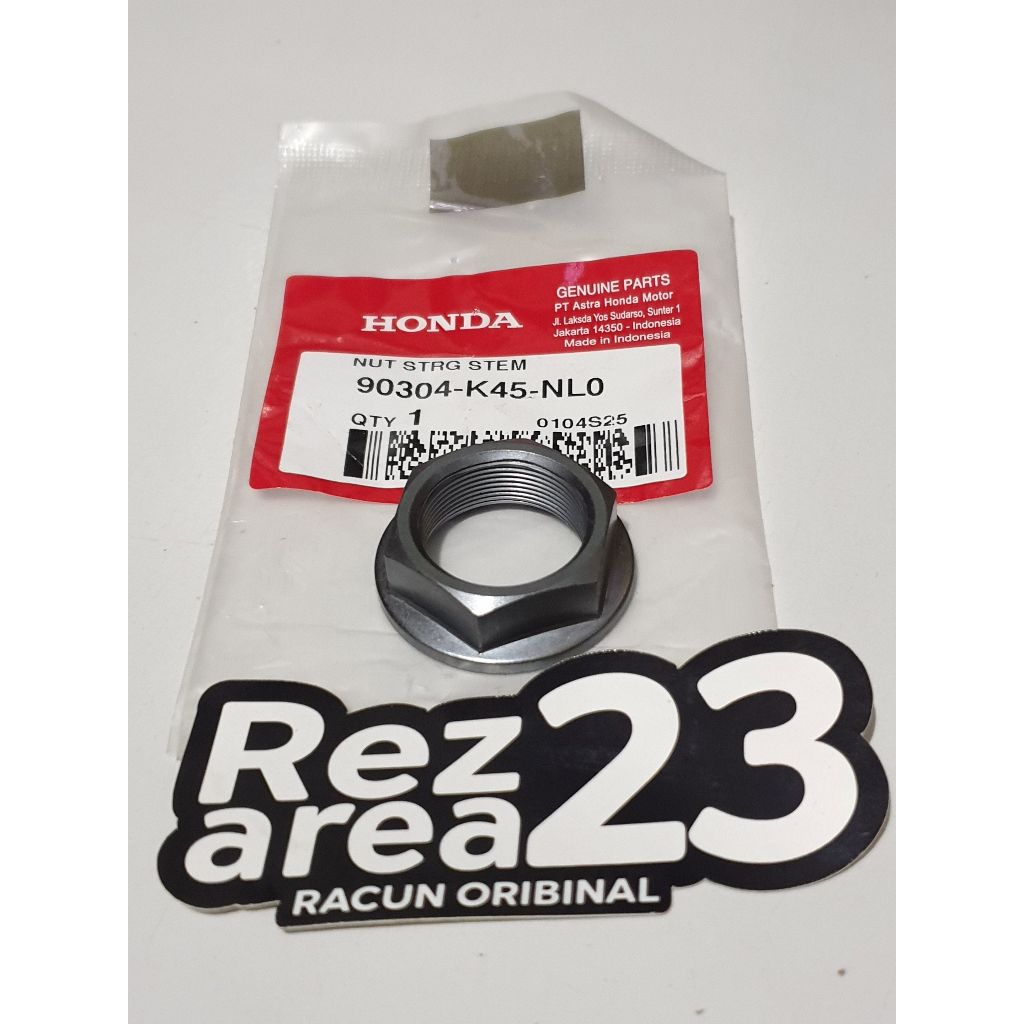 HONDA
GENUINE PARTS
PT Astra Honda Motor
Jl. Laksda Yos Sudarso, Sunter 1
Jakarta 14350 - Indonesia
Made in Indonesia
NUT STRG STEM
90304-K45-NL0
QTY 1 0104S25
Rez
area23
RACUN ORIBINAL